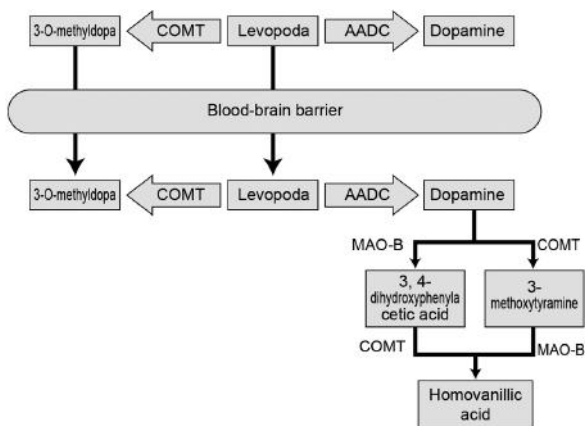 3-O-methyldopa COMT Levopoda AADC Dopamine
Blood-brain barrier
3-O-methyldopa COMT Levopoda AADC Dopamine
MAO-B COMT
3, 4-
dihydroxyphenyla
cetic acid
3-
methoxytyramine
COMT MAO-B
Homovanillic
acid